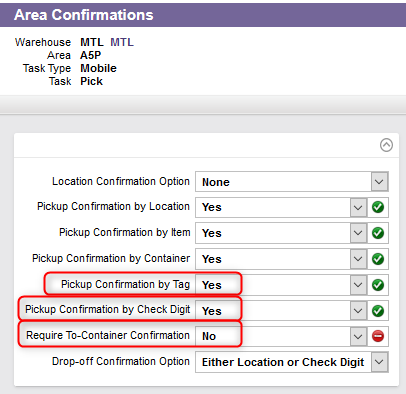 Area Confirmations
Warehouse MTL MTL
Area A5P
Task Type Mobile
Task Pick
Location Confirmation Option None
Pickup Confirmation by Location Yes
Pickup Confirmation by Item Yes
Pickup Confirmation by Container Yes
Pickup Confirmation by Tag Yes
Pickup Confirmation by Check Digit Yes
Require To-Container Confirmation No
Drop-off Confirmation Option Either Location or Check Digit